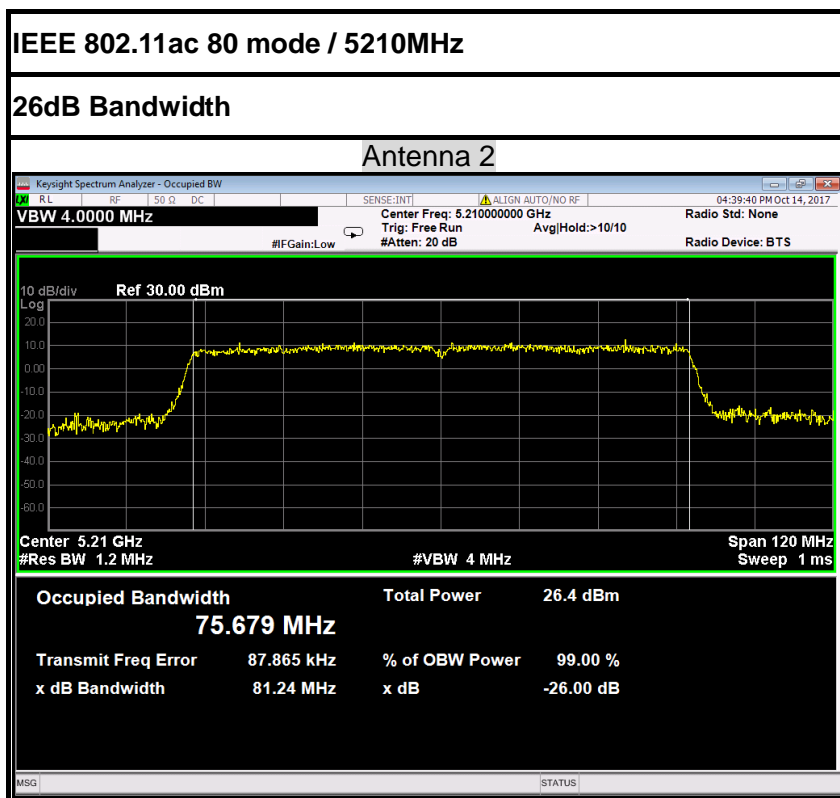 IEEE 802.11ac 80 mode / 5210MHz
26dB Bandwidth
Antenna 2
Keysight Spectrum Analyzer - Occupied BW
LXI RL RF 50 Ω DC SENSE:INT ALIGN AUTO/NO RF 04:39:40 PM Oct 14, 2017
VBW 4.0000 MHz Center Freq: 5.210000000 GHz Radio Std: None
Trig: Free Run Avg|Hold:>10/10
#IFGain:Low #Atten: 20 dB Radio Device: BTS
10 dB/div Ref 30.00 dBm
Log
20.0
10.0
0.00
-10.0
-20.0
-30.0
-40.0
-50.0
-60.0
Center 5.21 GHz Span 120 MHz
#Res BW 1.2 MHz #VBW 4 MHz Sweep 1 ms
Occupied Bandwidth Total Power 26.4 dBm
75.679 MHz
Transmit Freq Error 87.865 kHz % of OBW Power 99.00 %
x dB Bandwidth 81.24 MHz x dB -26.00 dB
MSG STATUS